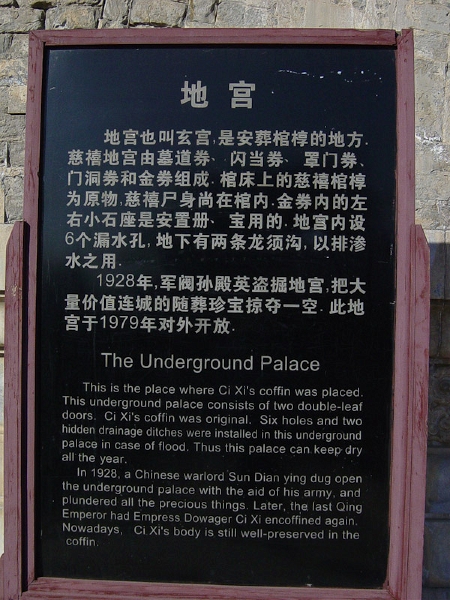 地宫
地宫也叫玄宫,是安葬棺椁的地方.
慈禧地宫由墓道券、闪当券、罩门券、
门洞券和金券组成.棺床上的慈禧棺椁
为原物,慈禧尸身尚在棺内.金券内的左
右小石座是安置册、宝用的.地宫内设
6个漏水孔,地下有两条龙须沟,以排渗
水之用.
1928年,军阀孙殿英盗掘地宫,把大
量价值连城的随葬珍宝掠夺一空.此地
宫于1979年对外开放.
The Underground Palace
This is the place where Ci Xi's coffin was placed.
This underground palace consists of two double-leaf
doors. Ci Xi's coffin was original. Six holes and two
hidden drainage ditches were installed in this underground
palace in case of flood. Thus this palace can keep dry
all the year.
In 1928, a Chinese warlord Sun Dian ying dug open
the underground palace with the aid of his army, and
plundered all the precious things. Later, the last Qing
Emperor had Empress Dowager Ci Xi encoffined again.
Nowadays, Ci Xi's body is still well-preserved in the
coffin.